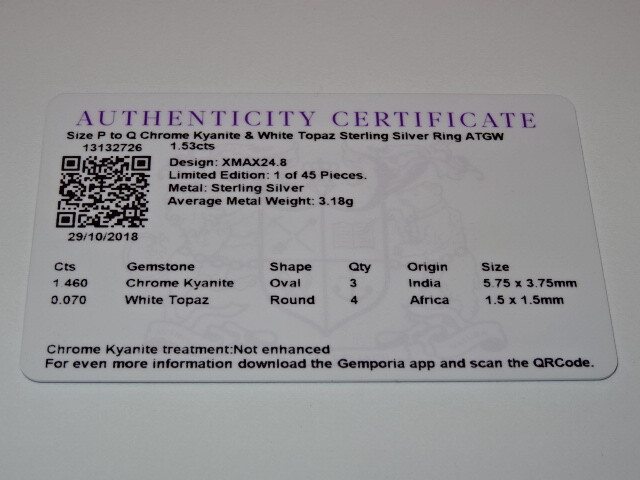 AUTHENTICITY CERTIFICATE
Size P to Q Chrome Kyanite & White Topaz Sterling Silver Ring ATGW
13132726 1.53cts
Design: XMAX24.8
Limited Edition: 1 of 45 Pieces.
Metal: Sterling Silver
Average Metal Weight: 3.18g
29/10/2018
Cts Gemstone Shape Qty Origin Size
1.460 Chrome Kyanite Oval 3 India 5.75 x 3.75mm
0.070 White Topaz Round 4 Africa 1.5 x 1.5mm
Chrome Kyanite treatment:Not enhanced
For even more information download the Gemporia app and scan the QRCode.